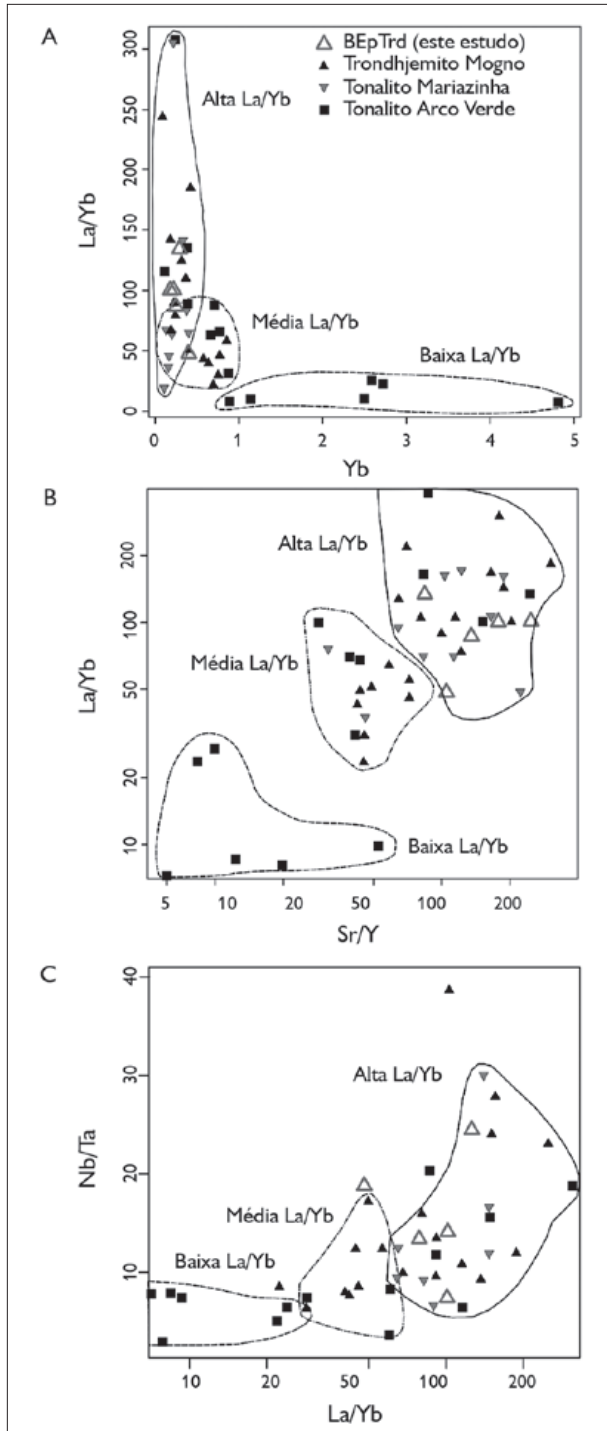 A
BEpTrd (este estudo)
Trondhjemito Mogno
Tonalito Mariazinha
Tonalito Arco Verde
Alta La/Yb
Média La/Yb
Baixa La/Yb
La/Yb
300
250
200
150
100
50
0
0 1 2 3 4 5
Yb
B
Alta La/Yb
Média La/Yb
Baixa La/Yb
La/Yb
200
100
50
20
10
5 10 20 50 100 200
Sr/Y
C
Alta La/Yb
Média La/Yb
Baixa La/Yb
Nb/Ta
40
30
20
10
10 20 50 100 200
La/Yb